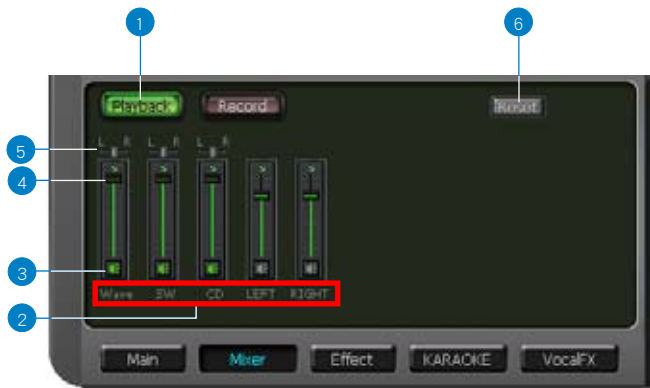 1 6
Playback Record Reset
L R L R L R
5
4
3
Wave SW CD LEFT RIGHT
2
Main Mixer Effect KARAOKE VocalFX